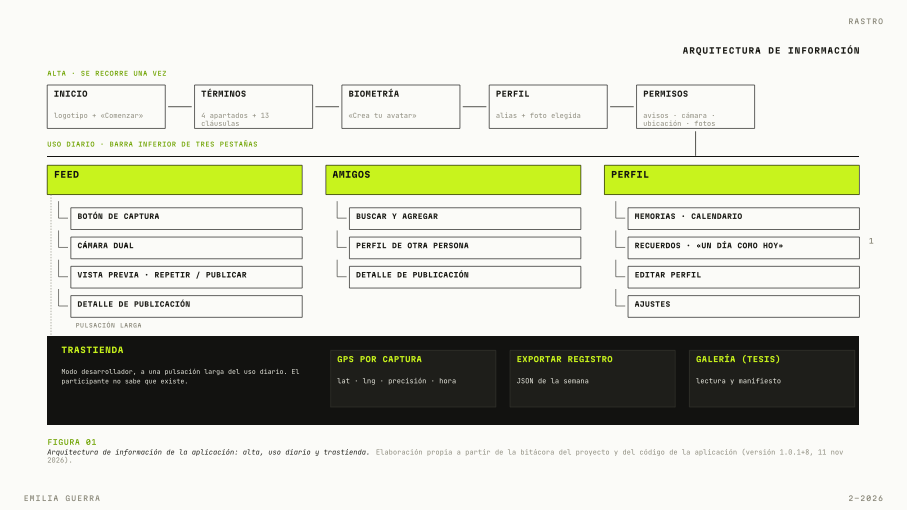 RASTRO
ARQUITECTURA DE INFORMACIÓN
ALTA · SE RECORRE UNA VEZ
INICIO
logotipo + «Comenzar»
TÉRMINOS
4 apartados + 13
cláusulas
BIOMETRÍA
«Crea tu avatar»
PERFIL
alias + foto elegida
PERMISOS
avisos · cámara ·
ubicación · fotos
USO DIARIO · BARRA INFERIOR DE TRES PESTAÑAS
FEED
BOTÓN DE CAPTURA
CÁMARA DUAL
VISTA PREVIA · REPETIR / PUBLICAR
DETALLE DE PUBLICACIÓN
PULSACIÓN LARGA
AMIGOS
BUSCAR Y AGREGAR
PERFIL DE OTRA PERSONA
DETALLE DE PUBLICACIÓN
PERFIL
MEMORIAS · CALENDARIO
RECUERDOS · «UN DÍA COMO HOY»
EDITAR PERFIL
AJUSTES
1
TRASTIENDA
Modo desarrollador, a una pulsación larga del uso diario. El
participante no sabe que existe.
GPS POR CAPTURA
lat · lng · precisión · hora
EXPORTAR REGISTRO
JSON de la semana
GALERÍA (TESIS)
lectura y manifiesto
FIGURA 01
Arquitectura de información de la aplicación: alta, uso diario y trastienda. Elaboración propia a partir de la bitácora del proyecto y del código de la aplicación (versión 1.0.1+8, 11 nov
2026).
EMILIA GUERRA
2–2026